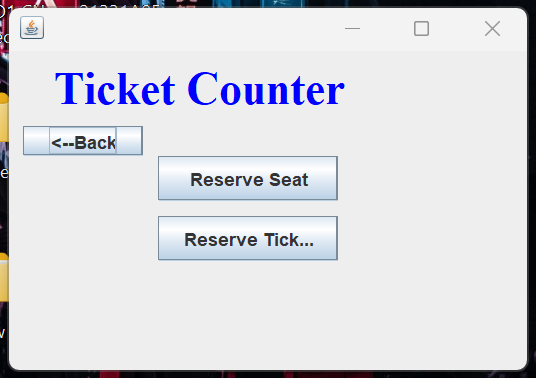 Ticket Counter
<--Back
Reserve Seat
Reserve Tick...